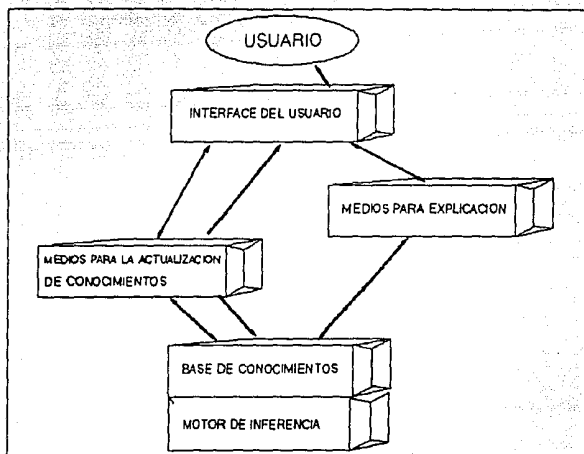 USUARIO
INTERFACE DEL USUARIO
MEDIOS PARA EXPLICACION
MEDIOS PARA LA ACTUALIZACION
DE CONOCIMIENTOS
BASE DE CONOCIMIENTOS
MOTOR DE INFERENCIA